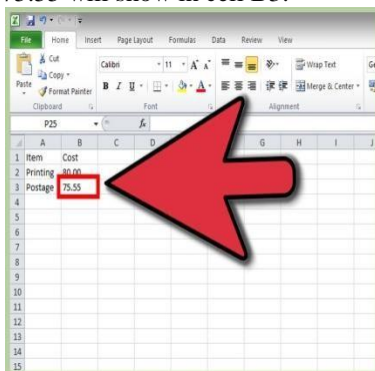 File Home Insert Page Layout Formulas Data Review View
Cut
Copy
Format Painter
Paste
Calibri 11 A A
B I U A
Wrap Text
Merge & Center
Clipboard Font Alignment
P25 fx
A B C D G H I J
1 Item Cost
2 Printing 80.00
3 Postage 75.55
4
5
6
7
8
9
10
11
12
13
14
15